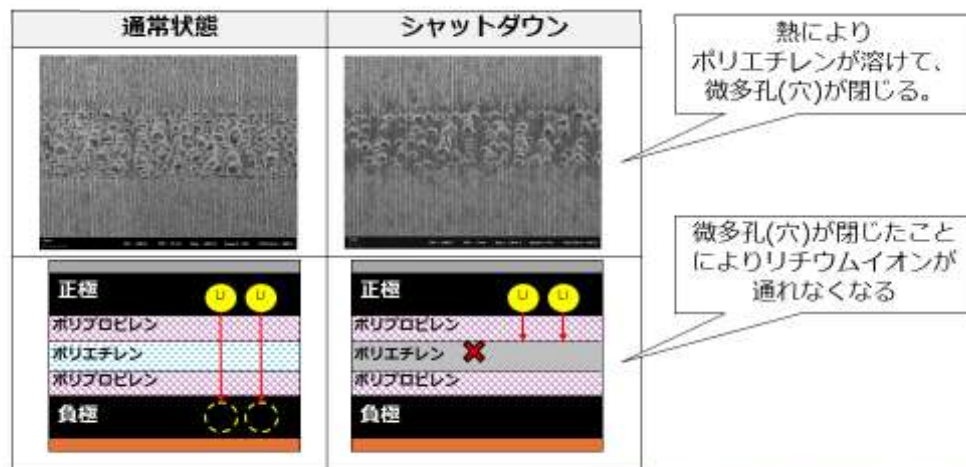 通常状態
シャットダウン
熱により
ポリエチレンが溶けて、
微多孔(穴)が閉じる。
正極
Li
Li
ポリプロピレン
ポリエチレン
ポリプロピレン
負極
正極
Li
Li
ポリプロピレン
ポリエチレン
ポリプロピレン
負極
微多孔(穴)が閉じたこと
によりリチウムイオンが
通れなくなる